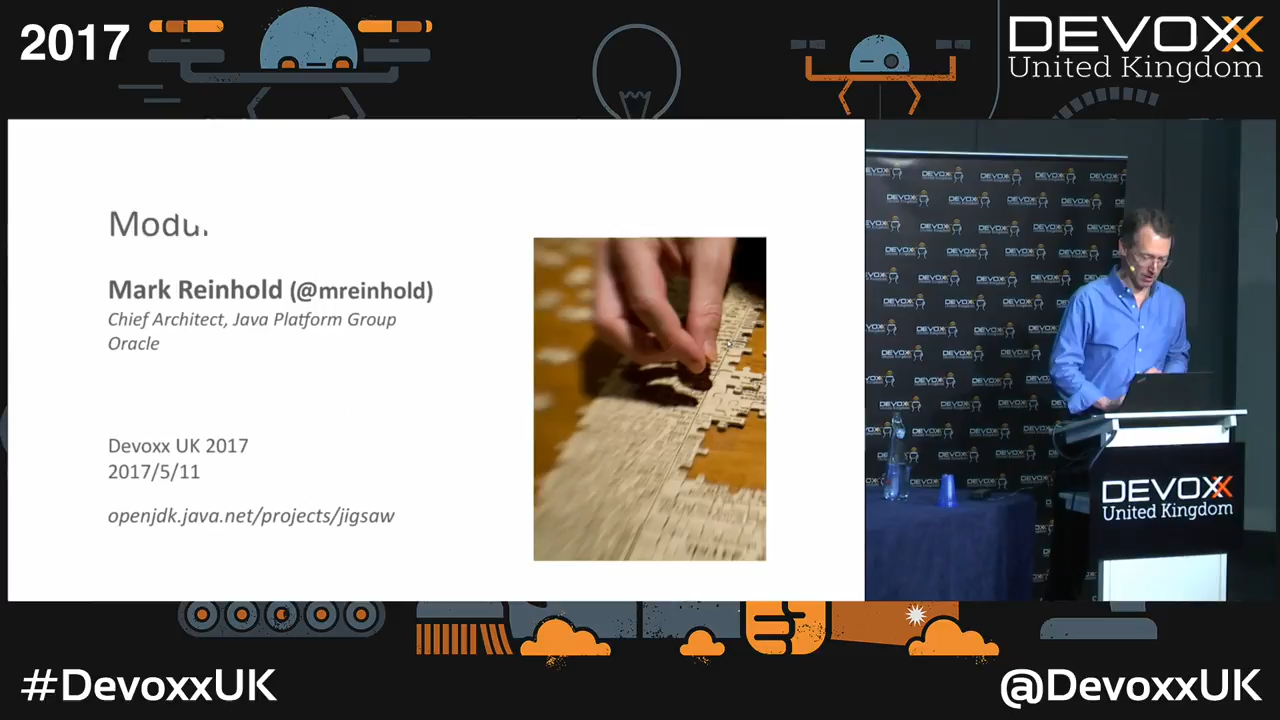 2017
DEVOXX
United Kingdom
Mark Reinhold (@mreinhold)
Chief Architect, Java Platform Group
Oracle
Devoxx UK 2017
2017/5/11
openjdk.java.net/projects/jigsaw
DEVOXX
United Kingdom
#DevoxxUK
@DevoxxUK